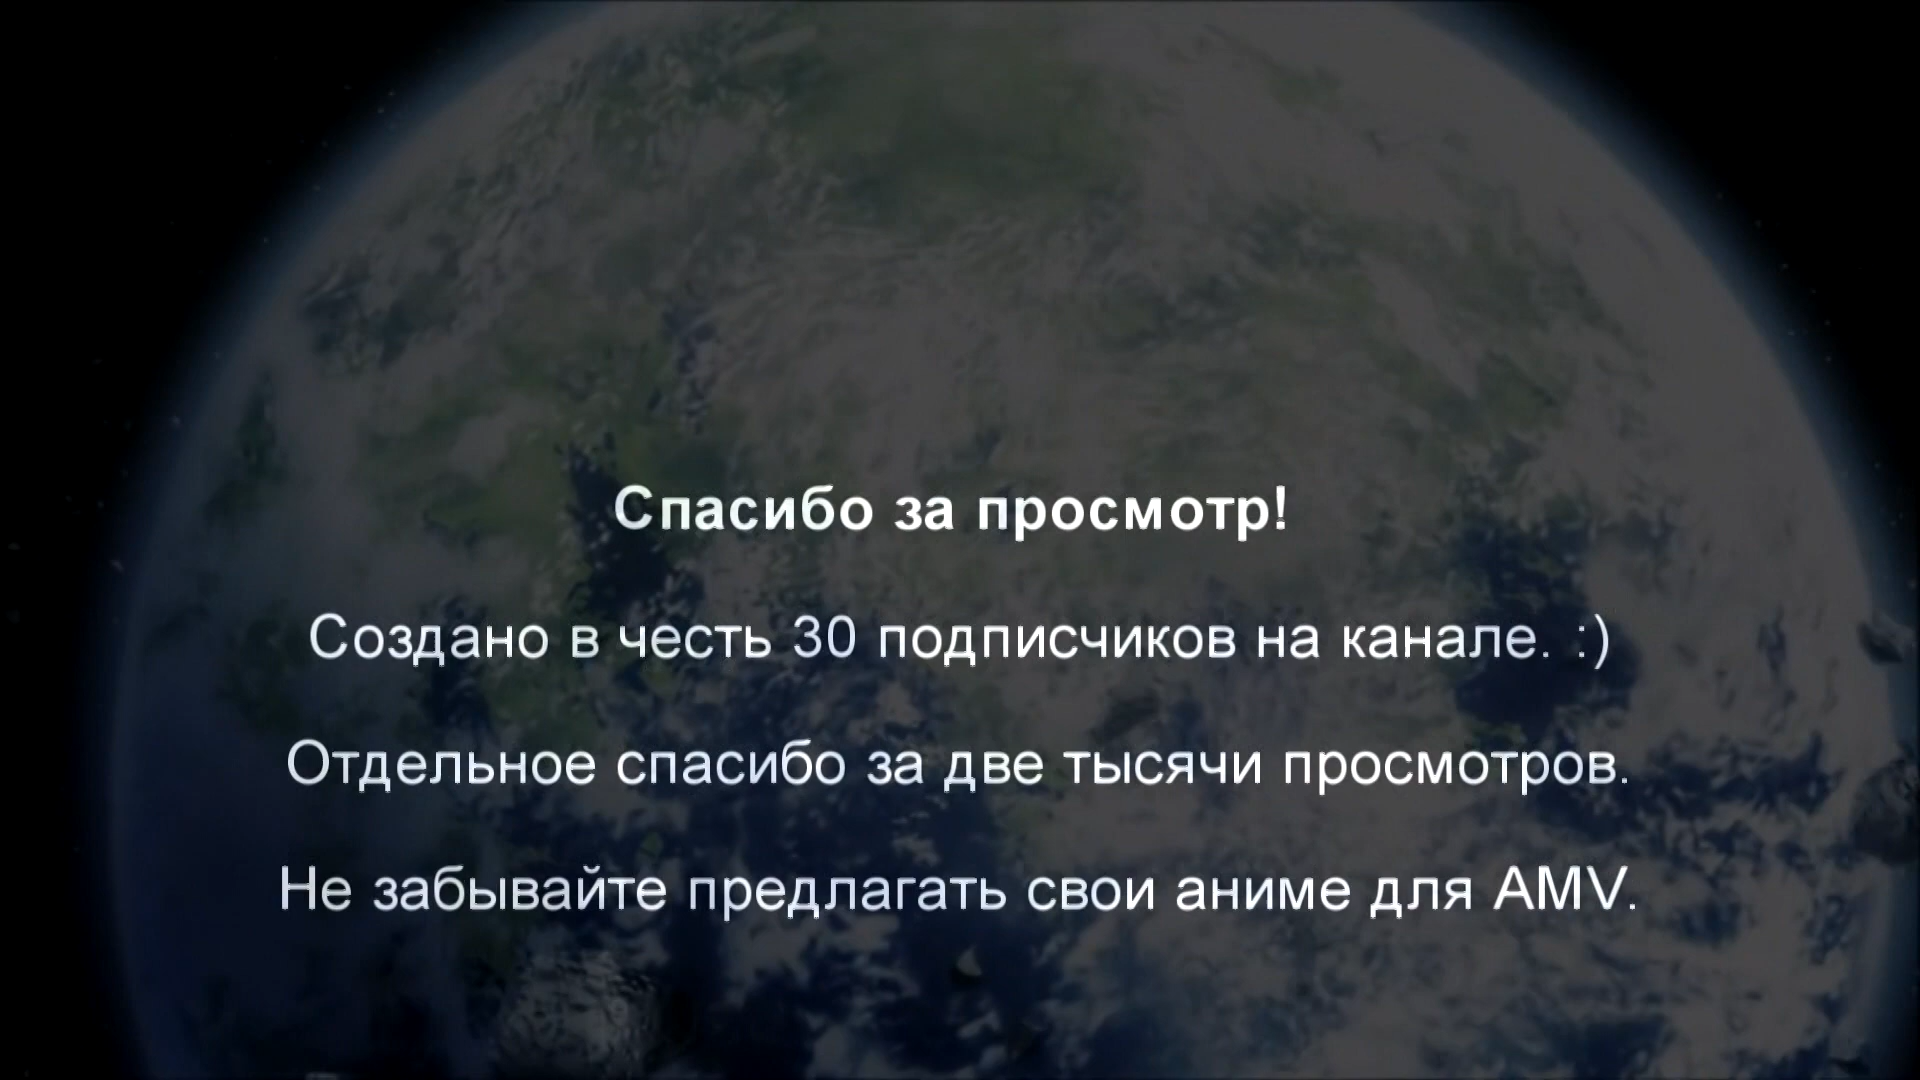 Спасибо за просмотр!
Создано в честь 30 подписчиков на канале. :)
Отдельное спасибо за две тысячи просмотров.
Не забывайте предлагать свои аниме для AMV.